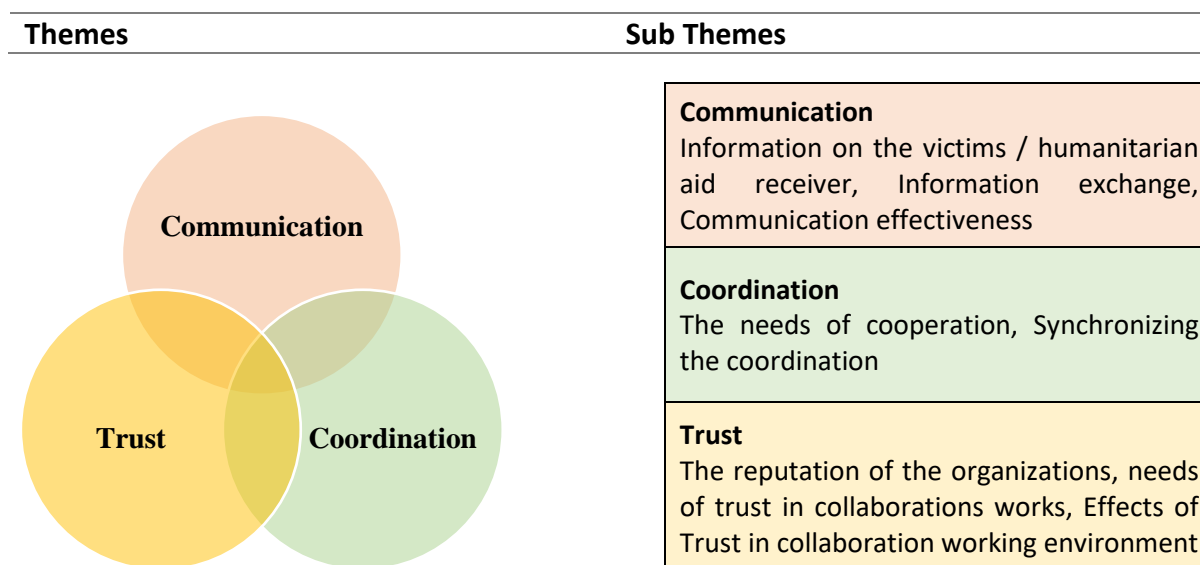 Themes Sub Themes
Communication
Trust
Coordination
Communication
Information on the victims / humanitarian
aid receiver, Information exchange,
Communication effectiveness
Coordination
The needs of cooperation, Synchronizing
the coordination
Trust
The reputation of the organizations, needs
of trust in collaborations works, Effects of
Trust in collaboration working environment